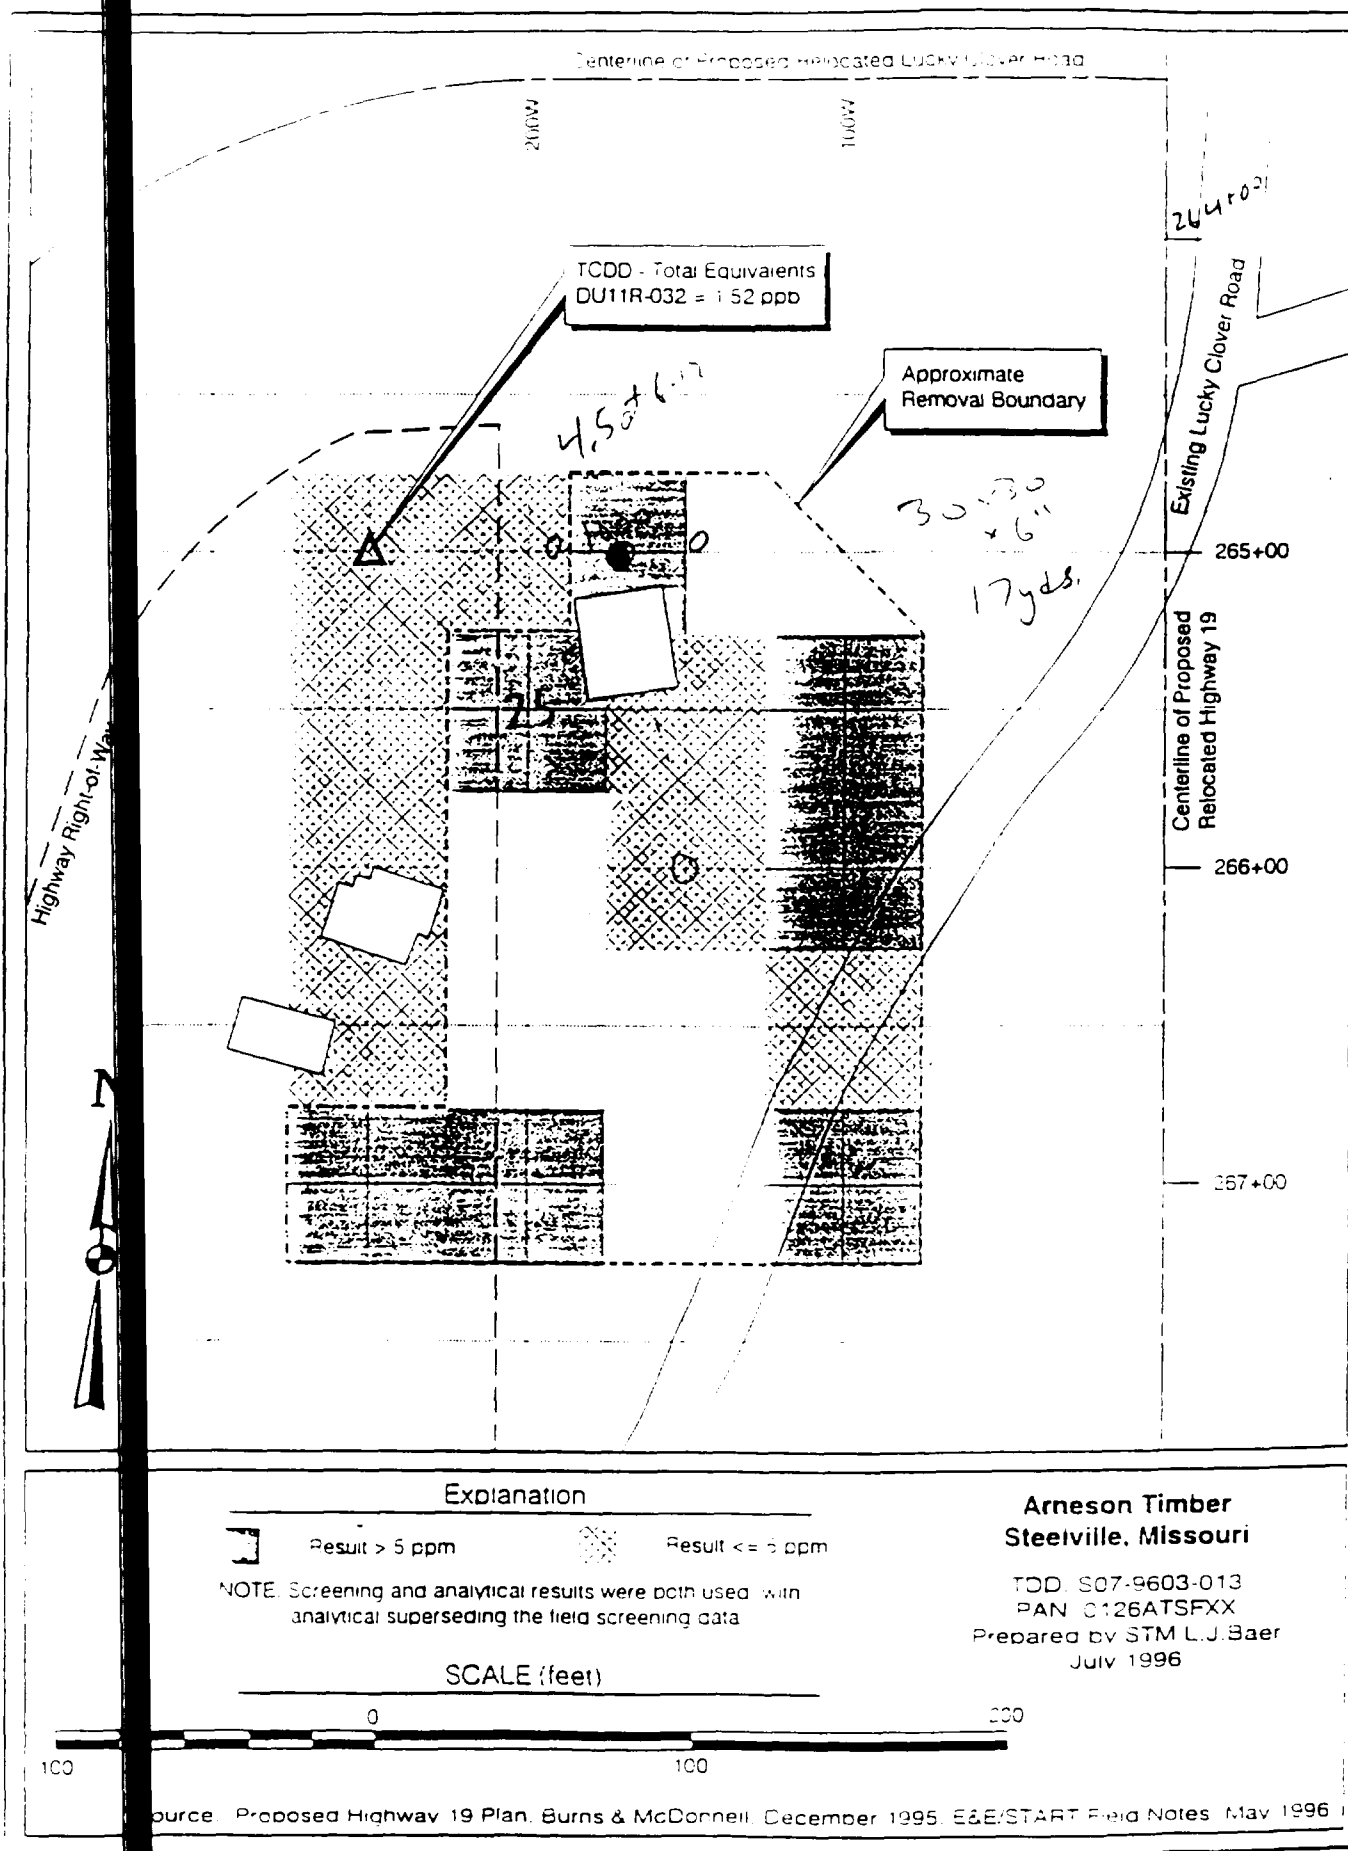 Centerline of Proposed Relocated Lucky Clover Road
200W
100W
TCDD - Total Equivalents
DU11R-032 = 1.52 ppb
Approximate
Removal Boundary
Existing Lucky Clover Road
30 x 30
x 6"
17 yds.
265+00
Centerline of Proposed
Relocated Highway 19
25
Highway Right-of-Way
266+00
N
267+00
Explanation
Result > 5 ppm
Result <= 5 ppm
NOTE: Screening and analytical results were both used with
analytical superseding the field screening data
SCALE (feet)
0
200
100
100
Arneson Timber
Steelville, Missouri
TDD: S07-9603-013
PAN: 0126ATSFXX
Prepared by STM L.J.Baer
July 1996
ource: Proposed Highway 19 Plan, Burns & McDonnell, December 1995. E&E/START Field Notes, May 1996